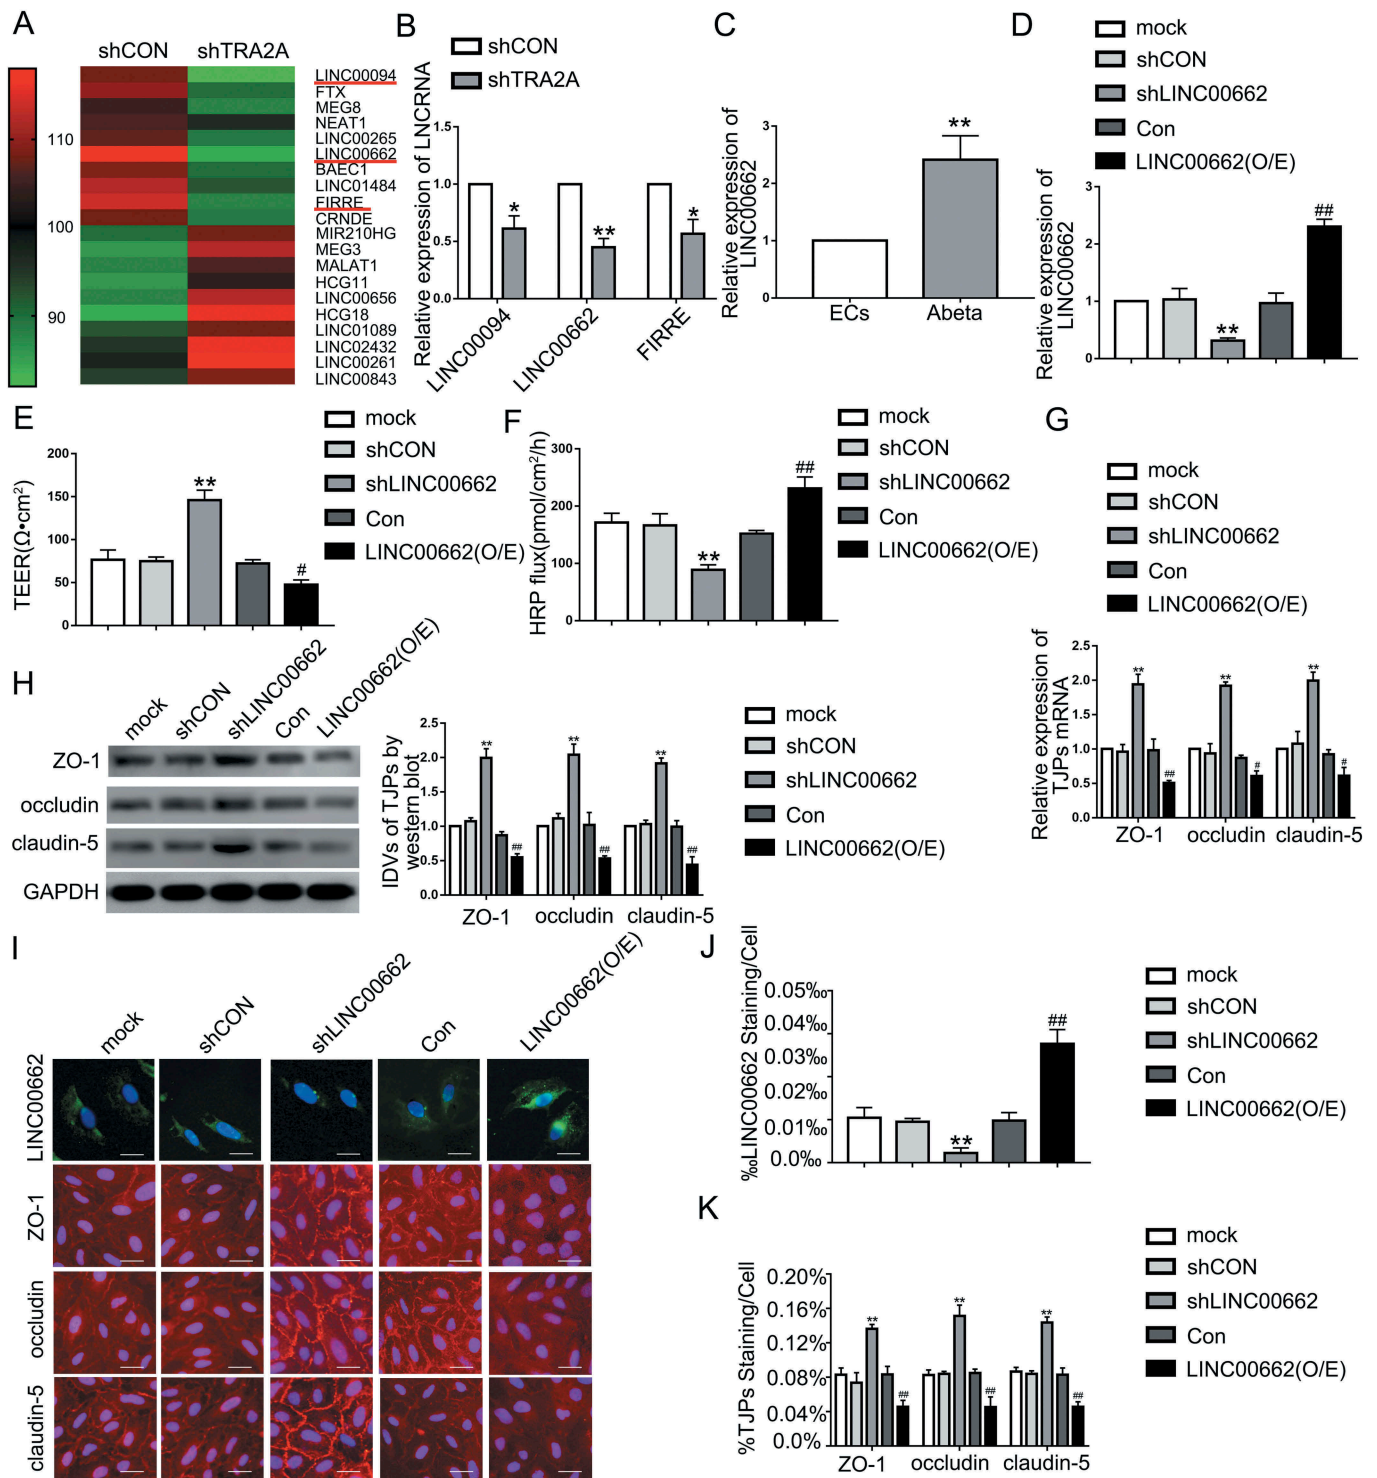 A
shCON
shTRA2A
110
100
90
LINC00094
FTX
MEG8
NEAT1
LINC00265
LINC00662
BAEC1
LINC01484
FIRRE
CRNDE
MIR210HG
MEG3
MALAT1
HCG11
LINC00656
HCG18
LINC01089
LINC02432
LINC00261
LINC00843
B
shCON
shTRA2A
Relative expression of LNCRNA
1.5
1.0
0.5
0.0
*
**
*
LINC00094
LINC00662
FIRRE
C
Relative expression of
LINC00662
3
2
1
0
**
ECs
Abeta
D
mock
shCON
shLINC00662
Con
LINC00662(O/E)
Relative expression of
LINC00662
3
2
1
0
**
##
E
mock
shCON
shLINC00662
Con
LINC00662(O/E)
TEER(Ω•cm²)
200
150
100
50
0
**
#
F
mock
shCON
shLINC00662
Con
LINC00662(O/E)
HRP flux(pmol/cm²/h)
300
200
100
0
**
##
G
mock
shCON
shLINC00662
Con
LINC00662(O/E)
Relative expression of
TJPs mRNA
2.5
2.0
1.5
1.0
0.5
0.0
**
##
**
#
**
#
ZO-1
occludin
claudin-5
H
mock
shCON
shLINC00662
Con
LINC00662(O/E)
ZO-1
occludin
claudin-5
GAPDH
IDVs of TJPs by
western blot
2.5
2.0
1.5
1.0
0.5
0.0
**
##
**
##
**
##
ZO-1
occludin
claudin-5
mock
shCON
shLINC00662
Con
LINC00662(O/E)
I
mock
shCON
shLINC00662
Con
LINC00662(O/E)
LINC00662
ZO-1
occludin
claudin-5
J
‰LINC00662 Staining/Cell
0.05‰
0.04‰
0.03‰
0.02‰
0.01‰
0.0‰
**
##
mock
shCON
shLINC00662
Con
LINC00662(O/E)
K
%TJPs Staining/Cell
0.20%
0.16%
0.12%
0.08%
0.04%
0.0%
**
##
**
##
**
##
ZO-1
occludin
claudin-5
mock
shCON
shLINC00662
Con
LINC00662(O/E)